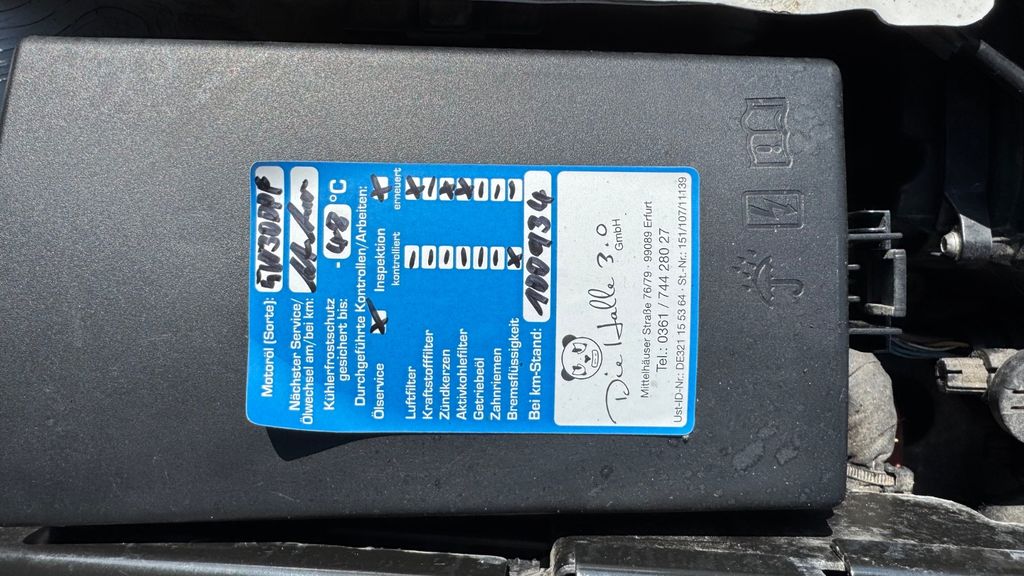 Motoröl (Sorte): 5W30DPF
Nächster Service/
Ölwechsel am/bei km:
Kühlerfrostschutz
gesichert bis: -48 °C
Durchgeführte Kontrollen/Arbeiten:
Ölservice X Inspektion X
kontrolliert erneuert
Luftfilter - X
Kraftstofffilter - -
Zündkerzen - X
Aktivkohlefilter - X
Getriebeöl - -
Zahnriemen - -
Bremsflüssigkeit X -
Bei km-Stand: 100934
Die Halle 3.0
GmbH
Mittelhäuser Straße 76/79 · 99089 Erfurt
Tel.: 0361 / 744 280 27
Ust-ID-Nr.: DE321 15 53 64 · St.-Nr.: 151/107/11139